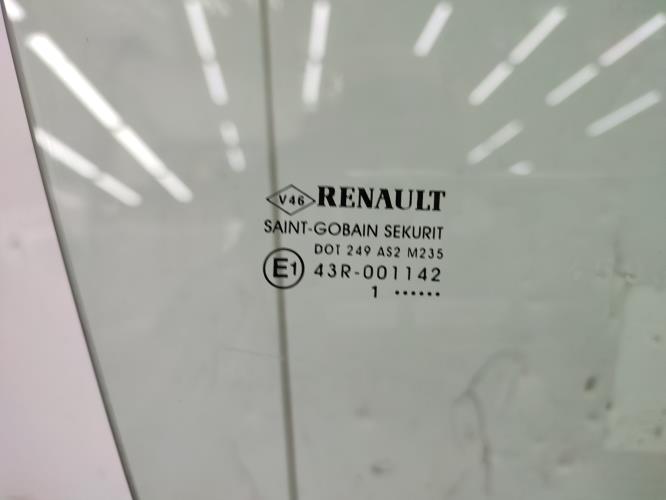 V46 RENAULT
SAINT-GOBAIN SEKURIT
DOT 249 AS2 M235
E1 43R-001142
1 ••••••